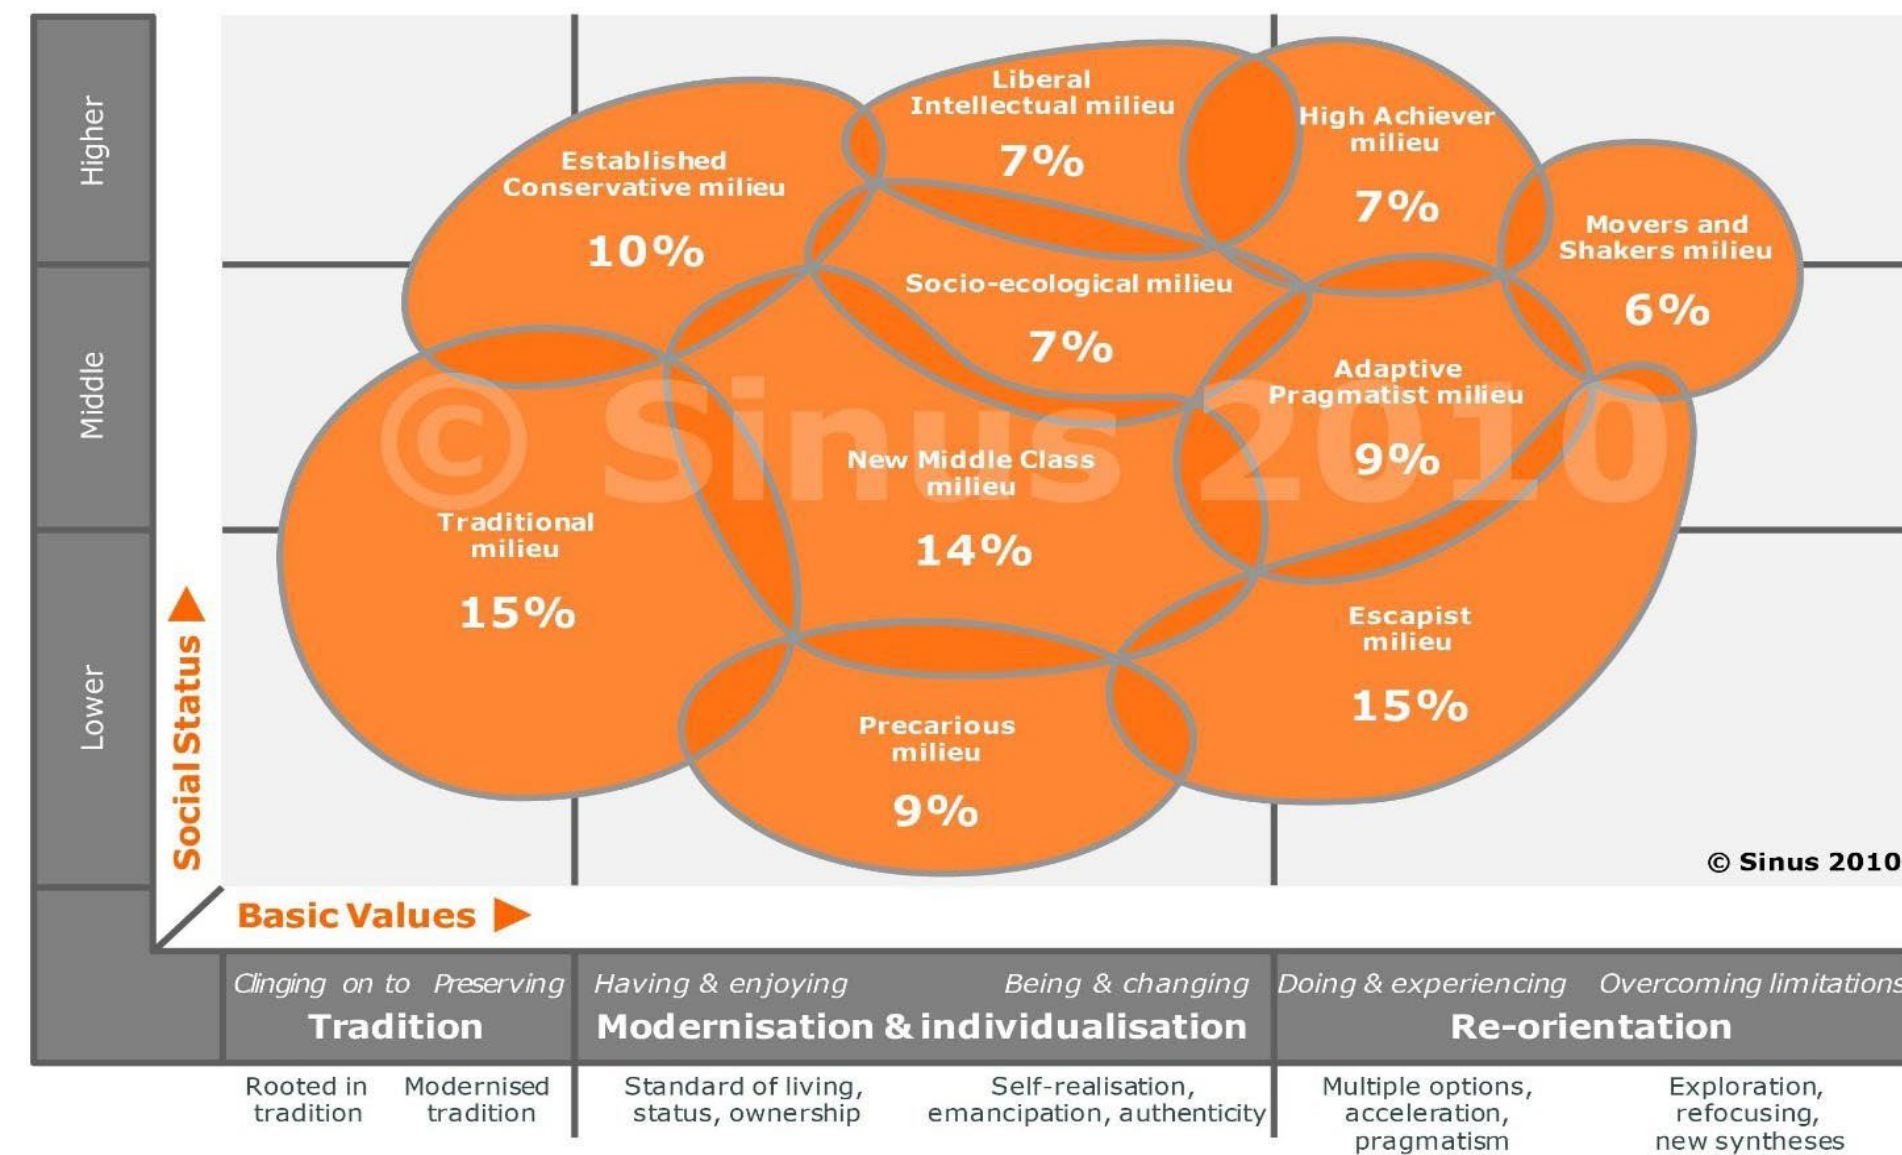 Higher
Middle
Lower
Social Status
Liberal
Intellectual milieu
7%
High Achiever
milieu
7%
Established
Conservative milieu
10%
Movers and
Shakers milieu
6%
Socio-ecological milieu
7%
Adaptive
Pragmatist milieu
9%
© Sinus 2010
New Middle Class
milieu
14%
Traditional
milieu
15%
Escapist
milieu
15%
Precarious
milieu
9%
© Sinus 2010
Basic Values
Clinging on to Preserving
Tradition
Having & enjoying Being & changing
Modernisation & individualisation
Doing & experiencing Overcoming limitations
Re-orientation
Rooted in
tradition
Modernised
tradition
Standard of living,
status, ownership
Self-realisation,
emancipation, authenticity
Multiple options,
acceleration,
pragmatism
Exploration,
refocusing,
new syntheses